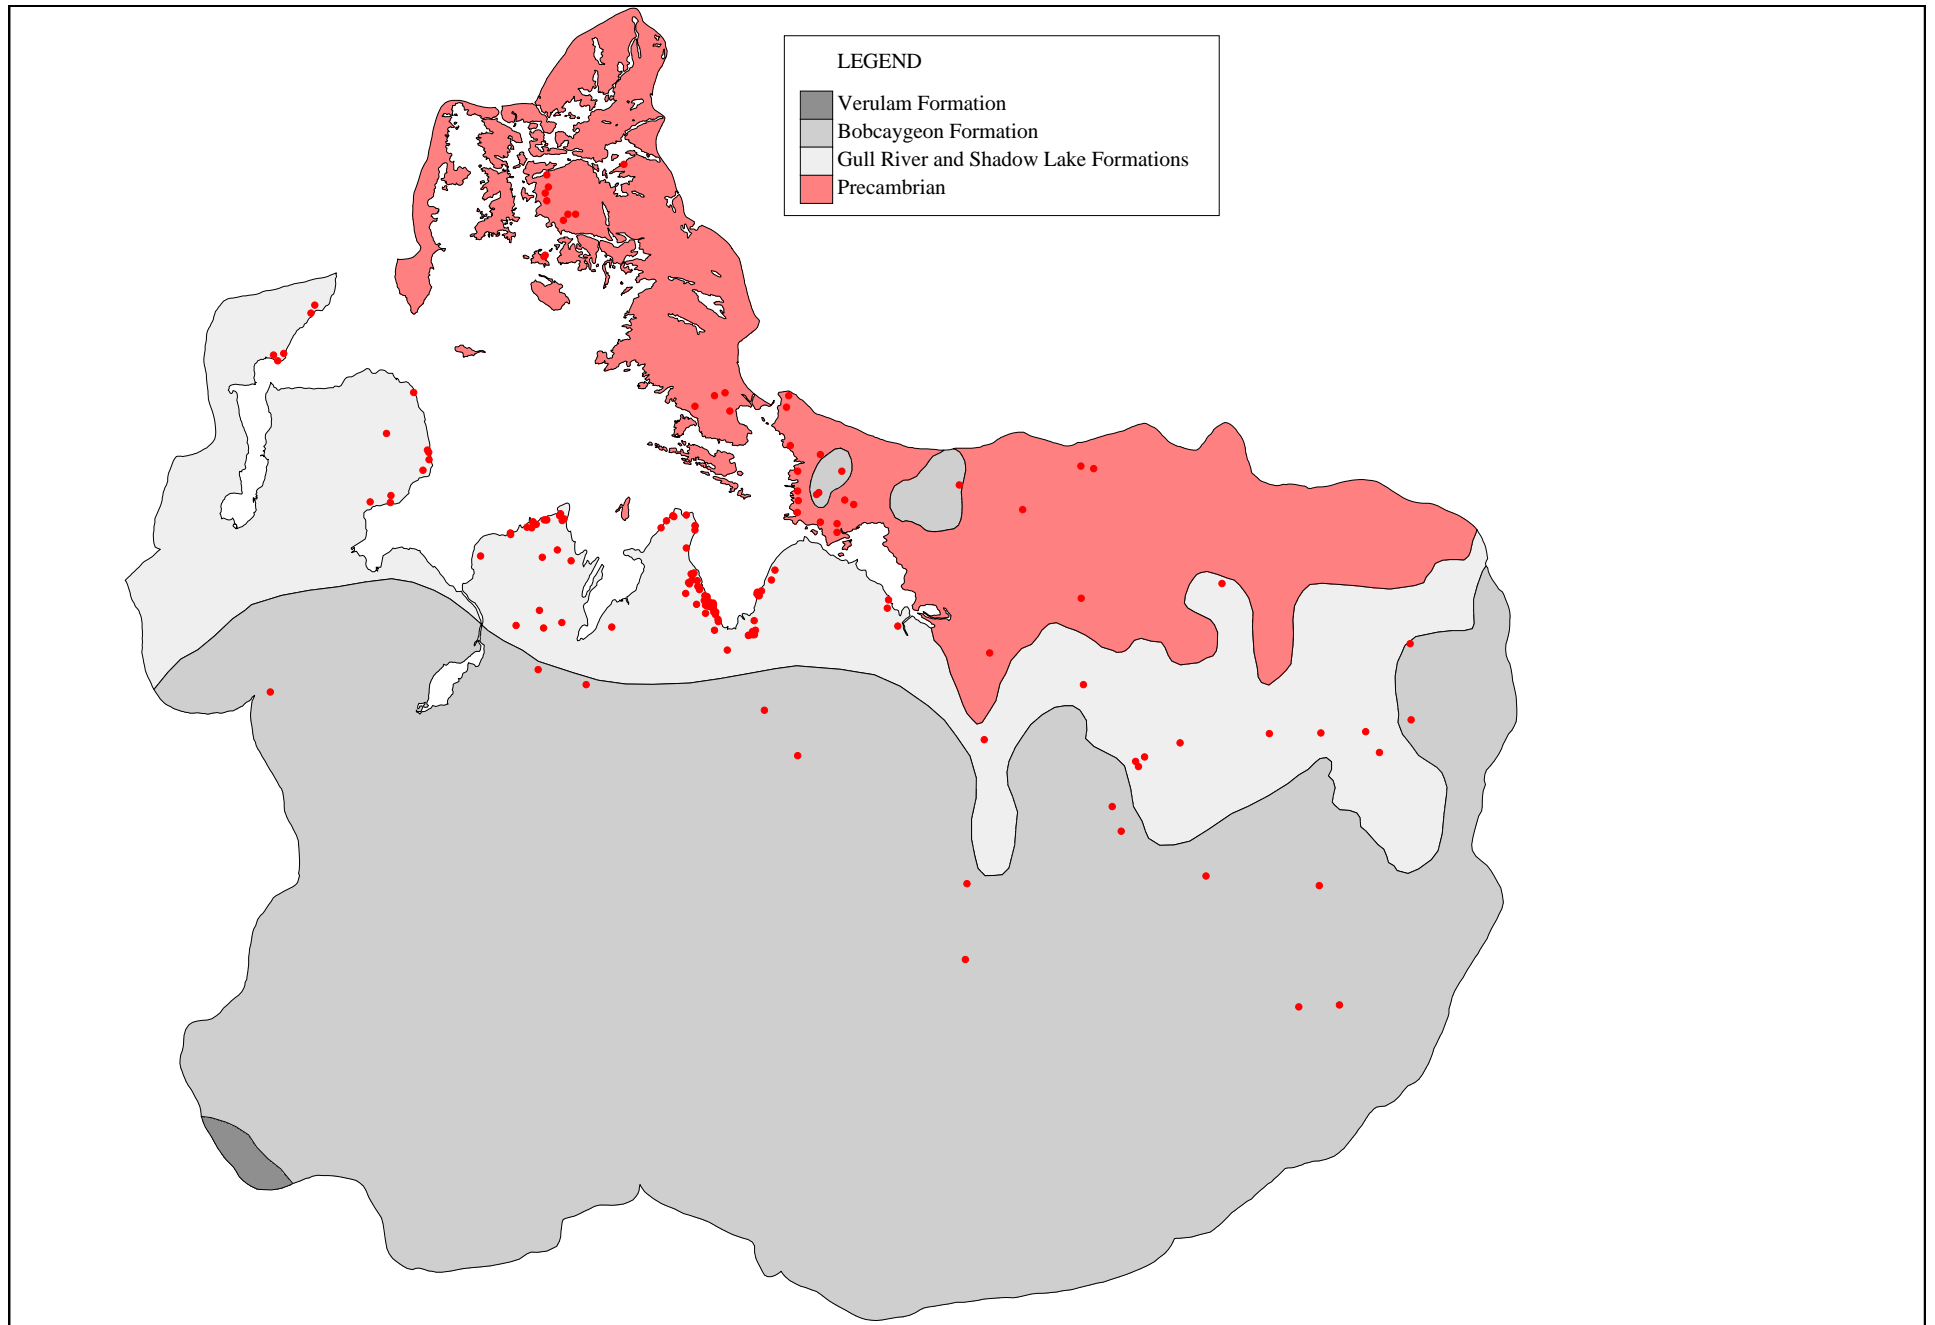 LEGEND
Verulam Formation
Bobcaygeon Formation
Gull River and Shadow Lake Formations
Precambrian